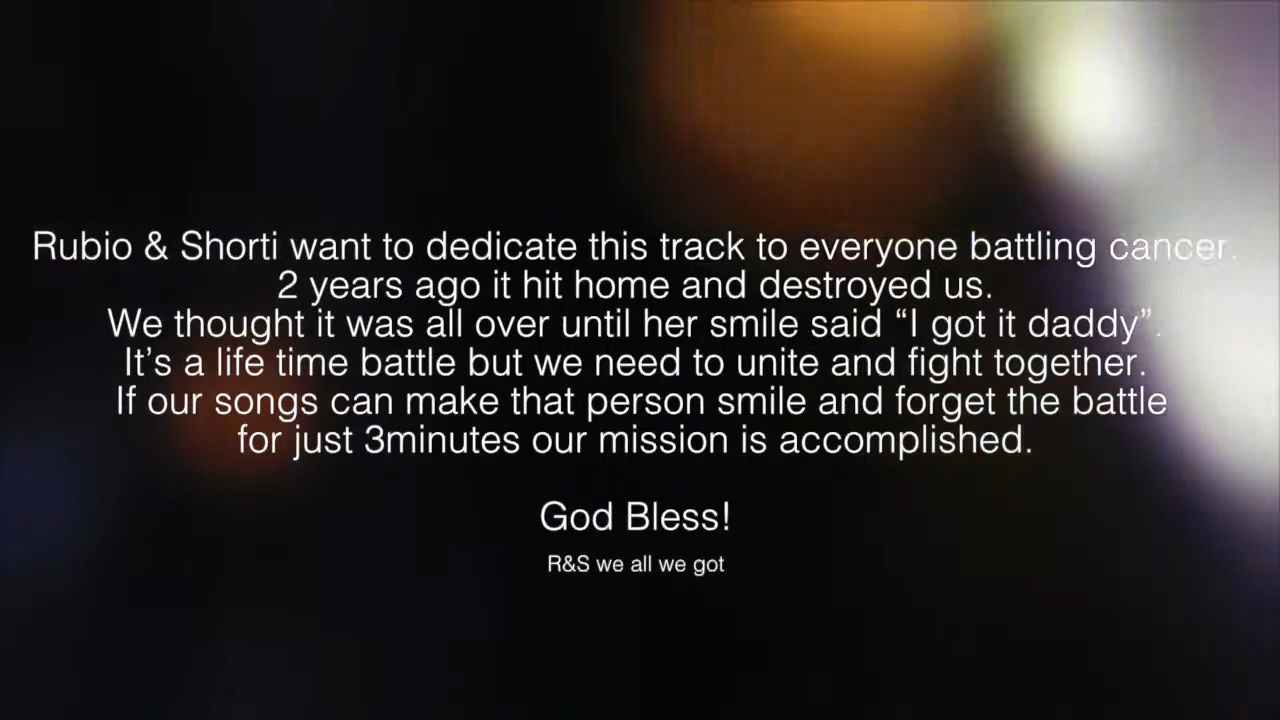 Rubio & Shorti want to dedicate this track to everyone battling cancer.
2 years ago it hit home and destroyed us.
We thought it was all over until her smile said “I got it daddy”.
It’s a life time battle but we need to unite and fight together.
If our songs can make that person smile and forget the battle
for just 3minutes our mission is accomplished.
God Bless!
R&S we all we got